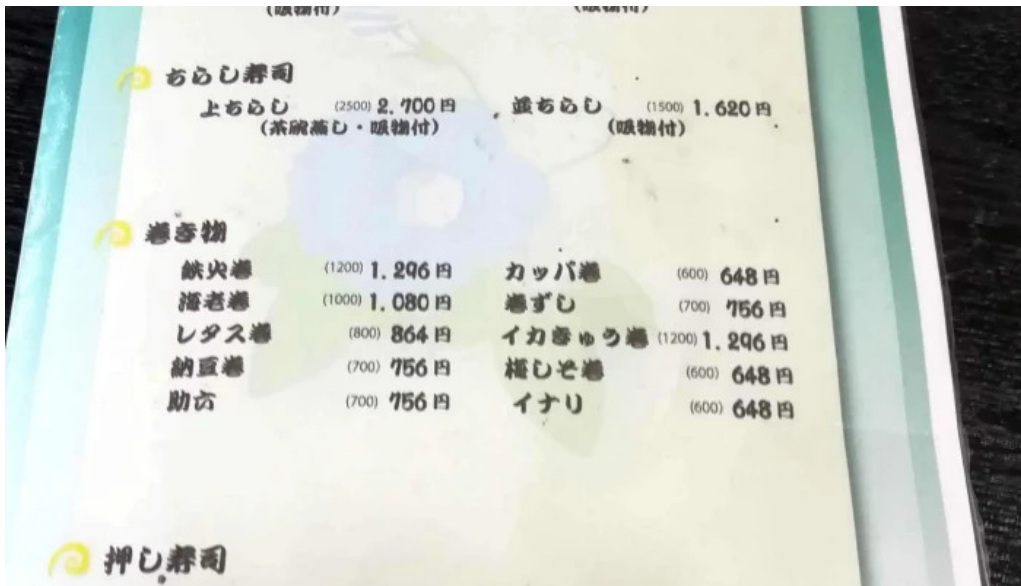 (吸物付) (吸物付)
ちらし寿司
上ちらし (2500) 2.700円 並ちらし (1500) 1.620円
(茶碗蒸し・吸物付) (吸物付)
巻き物
鉄火巻 (1200) 1.296円 カッパ巻 (600) 648円
海老巻 (1000) 1.080円 巻ずし (700) 756円
レタス巻 (800) 864円 イカきゅう巻 (1200) 1.296円
納豆巻 (700) 756円 梅しそ巻 (600) 648円
助六 (700) 756円 イナリ (600) 648円
押し寿司